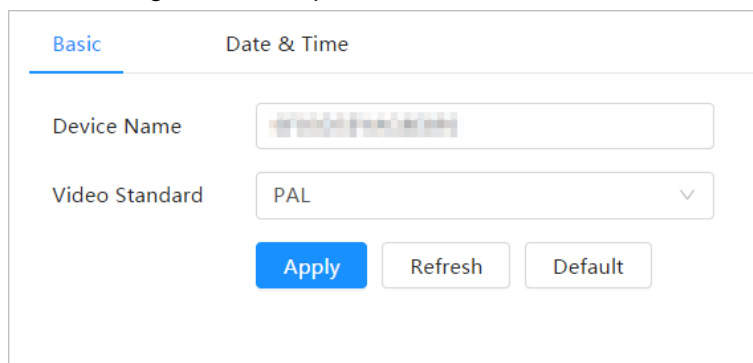 Basic Date & Time
Device Name
Video Standard PAL
Apply Refresh Default